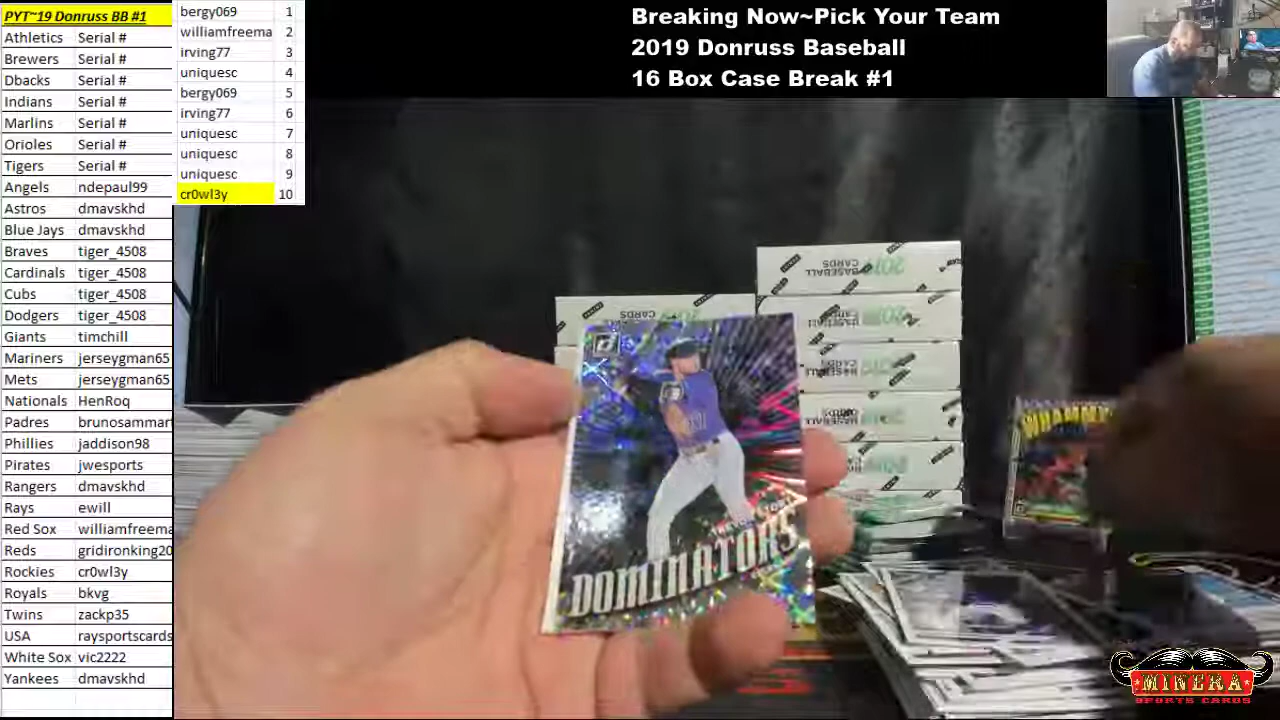 PYT~19 Donruss BB #1
Athletics Serial #
Brewers Serial #
Dbacks Serial #
Indians Serial #
Marlins Serial #
Orioles Serial #
Tigers Serial #
Angels ndepaul99
Astros dmavskhd
Blue Jays dmavskhd
Braves tiger_4508
Cardinals tiger_4508
Cubs tiger_4508
Dodgers tiger_4508
Giants timchill
Mariners jerseygman65
Mets jerseygman65
Nationals HenRoq
Padres brunosammar
Phillies jaddison98
Pirates jwesports
Rangers dmavskhd
Rays ewill
Red Sox williamfreema
Reds gridironking20
Rockies cr0wl3y
Royals bkvg
Twins zackp35
USA raysportscards
White Sox vic2222
Yankees dmavskhd
bergy069 1
williamfreema 2
irving77 3
uniquesc 4
bergy069 5
irving77 6
uniquesc 7
uniquesc 8
uniquesc 9
cr0wl3y 10
Breaking Now~Pick Your Team
2019 Donruss Baseball
16 Box Case Break #1
BASEBALL
CARDS
DOMINATORS
MINERA
SPORTS CARDS